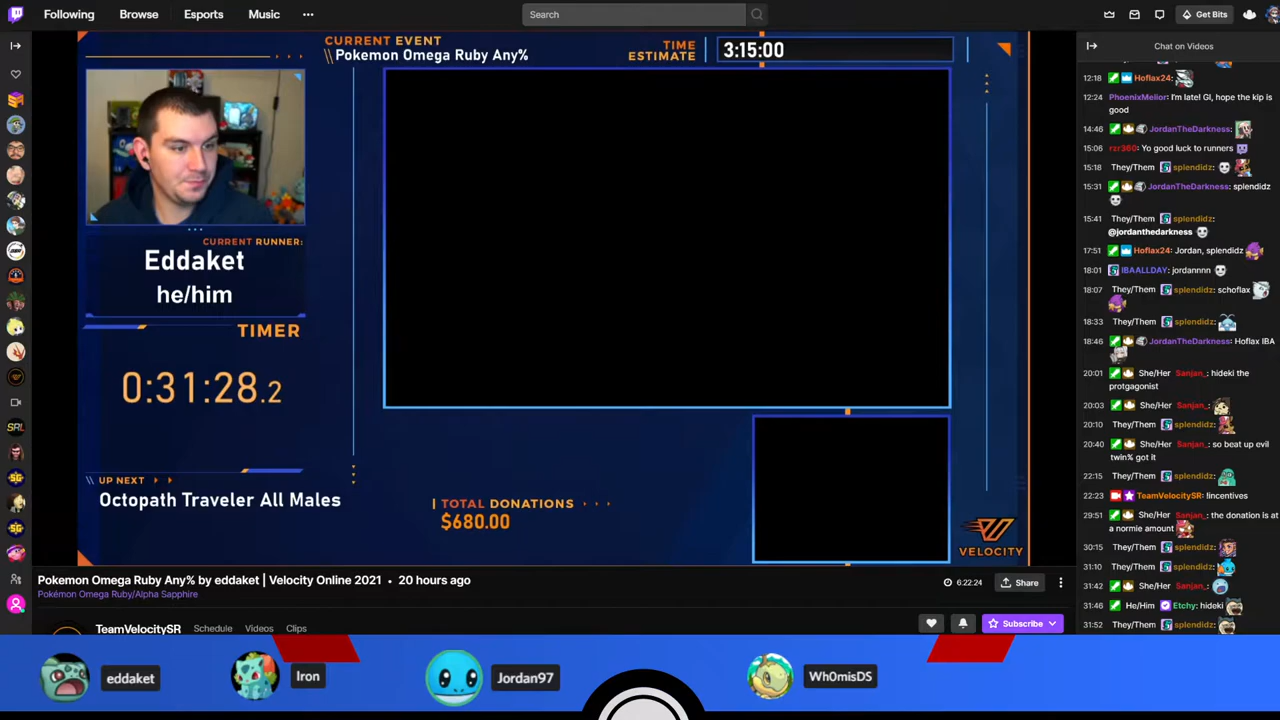 Following
Browse
Esports
Music
Search
Get Bits
CURRENT EVENT
\\Pokemon Omega Ruby Any%
TIME
ESTIMATE
3:15:00
CURRENT RUNNER:
Eddaket
he/him
TIMER
0:31:28.2
\\ UP NEXT
Octopath Traveler All Males
TOTAL DONATIONS
$680.00
VELOCITY
Pokemon Omega Ruby Any% by eddaket | Velocity Online 2021 • 20 hours ago
Pokémon Omega Ruby/Alpha Sapphire
6:22:24
Share
TeamVelocitySR
Schedule
Videos
Clips
Subscribe
Chat on Videos
12:18 Hoflax24:
12:24 PhoenixMelior: I'm late! Gl, hope the kip is
good
14:46 JordanTheDarkness:
15:06 rzr360: Yo good luck to runners
15:18 They/Them splendidz:
15:31 JordanTheDarkness: splendidz
15:41 They/Them splendidz:
@jordanthedarkness
17:51 Hoflax24: Jordan, splendidz
18:01 IBAALLDAY: jordannnn
18:07 They/Them splendidz: schoflax
18:33 They/Them splendidz:
18:46 JordanTheDarkness: Hoflax IBA
20:01 She/Her Sanjan_: hideki the
protgagonist
20:03 She/Her Sanjan_:
20:10 They/Them splendidz:
20:40 She/Her Sanjan_: so beat up evil
twin% got it
22:15 They/Them splendidz:
22:23 TeamVelocitySR: !incentives
29:51 She/Her Sanjan_: the donation is at
a normie amount
30:15 They/Them splendidz:
31:10 They/Them splendidz:
31:42 She/Her Sanjan_:
31:46 He/Him Etchy: hideki
31:52 They/Them splendidz:
eddaket
Iron
Jordan97
Wh0misDS